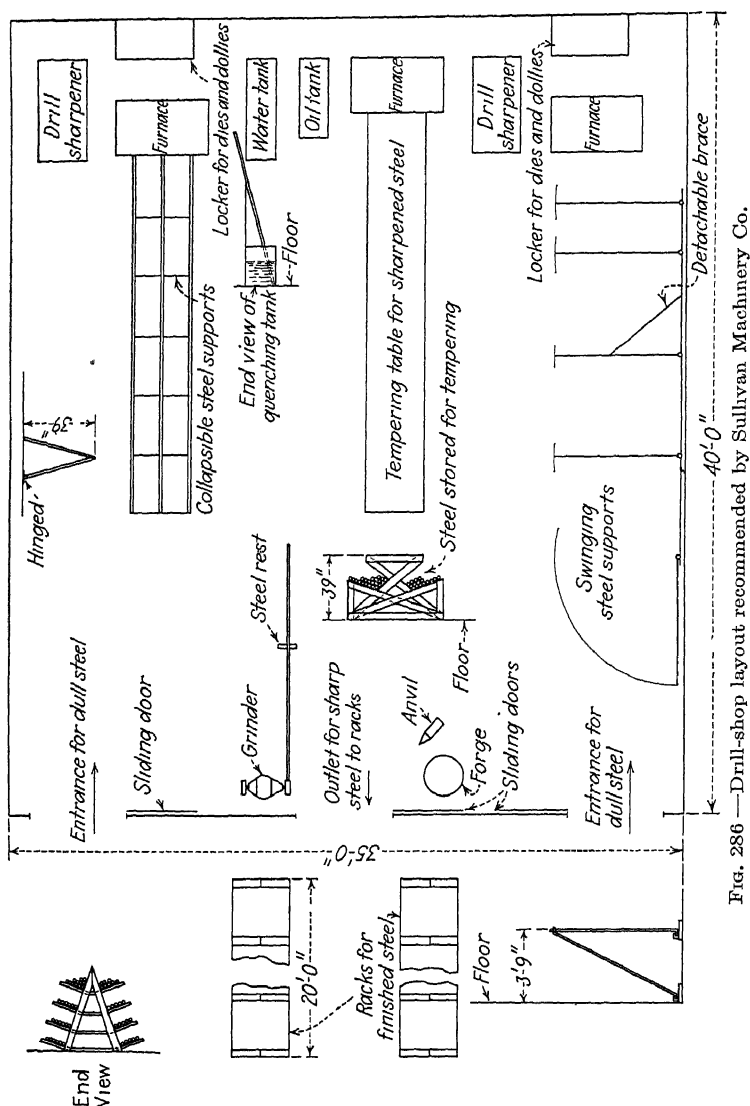 End
View
20'-0"
Racks for
finished steel
Floor
3'-9"
35'-0"
Entrance for dull steel
Sliding door
Grinder
Steel rest
Outlet for sharp
steel to racks
Anvil
Forge
Sliding doors
Entrance for
dull steel
Hinged
39"
39"
Floor
Steel stored for tempering
Swinging
steel supports
Collapsible steel supports
End view of
quenching tank
Floor
Tempering table for sharpened steel
Detachable brace
Drill
sharpener
Furnace
Locker for dies and dollies
Water tank
Oil tank
Furnace
Drill
sharpener
Locker for dies and dollies
Furnace
40'-0"
FIG. 286 —Drill-shop layout recommended by Sullivan Machinery Co.